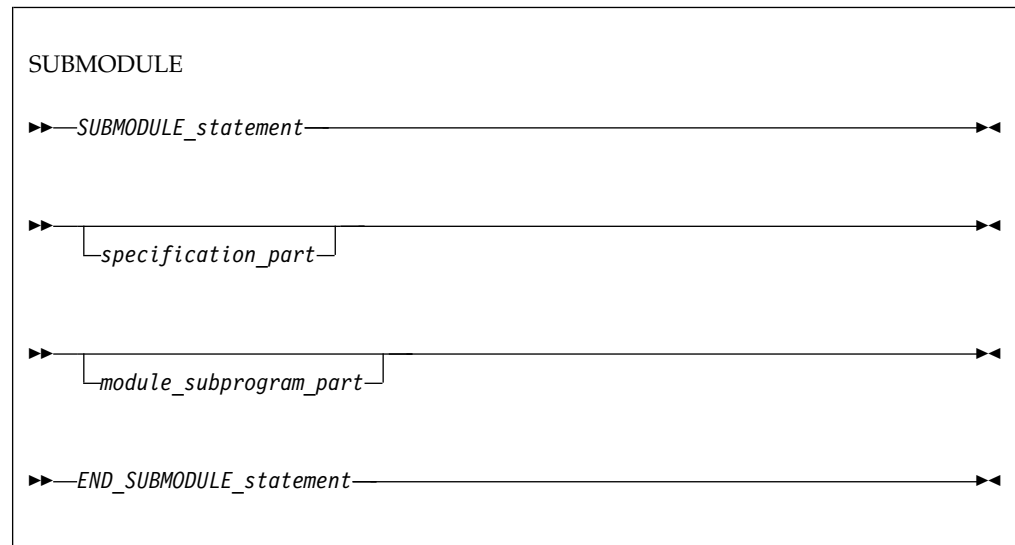 SUBMODULE
SUBMODULE_statement
specification_part
module_subprogram_part
END_SUBMODULE_statement